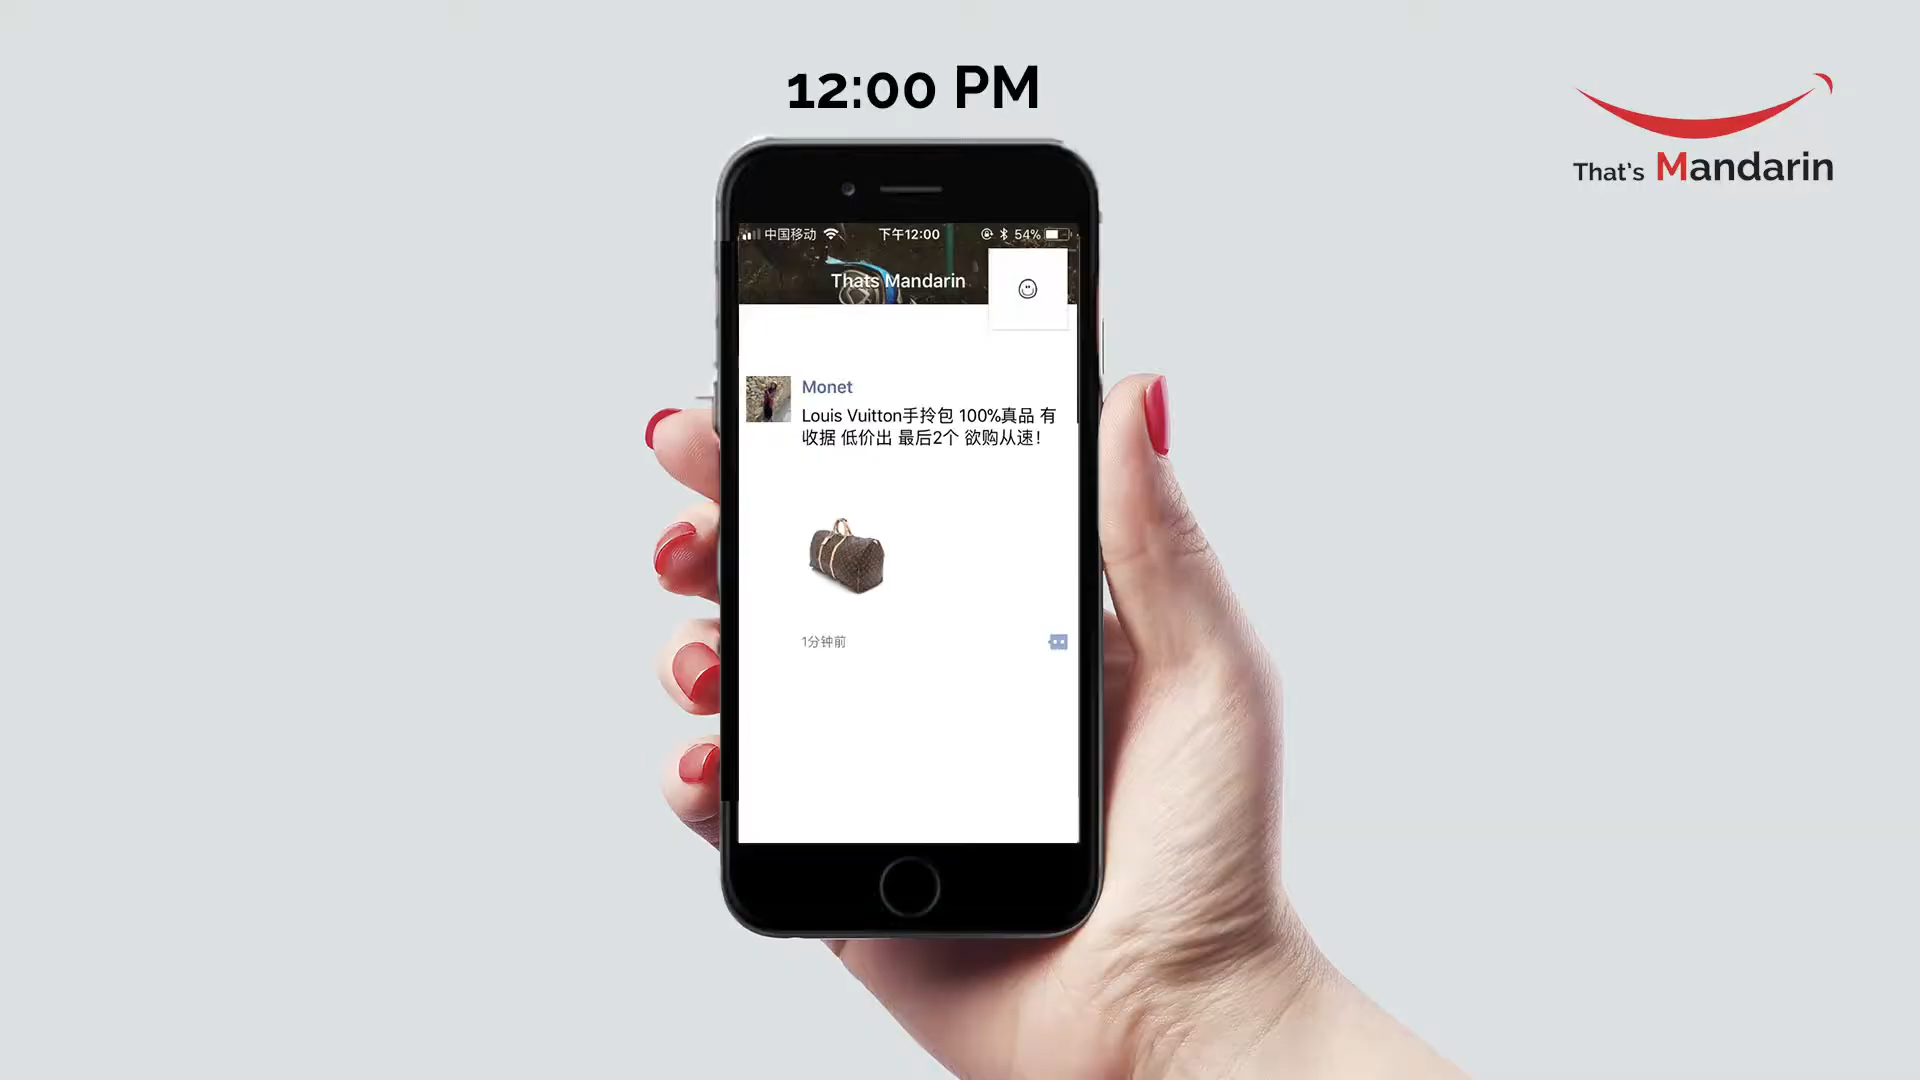 12:00 PM
That's Mandarin
中国移动 下午12:00 54%
Thats Mandarin
Monet
Louis Vuitton手拎包 100%真品 有
收据 低价出 最后2个 欲购从速！
1分钟前